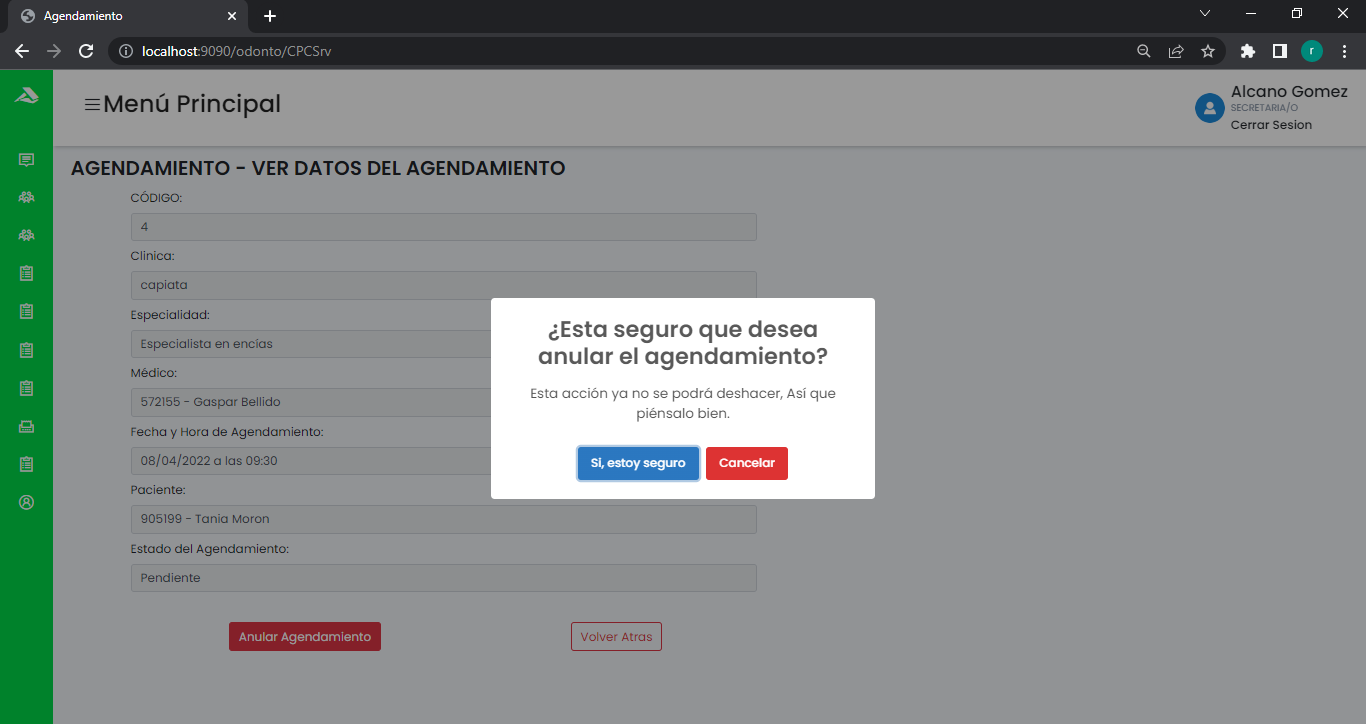 Agendamiento
localhost:9090/odonto/CPCSrv
r
Menú Principal
Alcano Gomez
SECRETARIA/O
Cerrar Sesion
AGENDAMIENTO - VER DATOS DEL AGENDAMIENTO
CÓDIGO:
4
Clinica:
capiata
Especialidad:
Especialista en encías
Médico:
572155 - Gaspar Bellido
Fecha y Hora de Agendamiento:
08/04/2022 a las 09:30
Paciente:
905199 - Tania Moron
Estado del Agendamiento:
Pendiente
Anular Agendamiento
Volver Atras
¿Esta seguro que desea
anular el agendamiento?
Esta acción ya no se podrá deshacer, Así que
piénsalo bien.
Si, estoy seguro
Cancelar